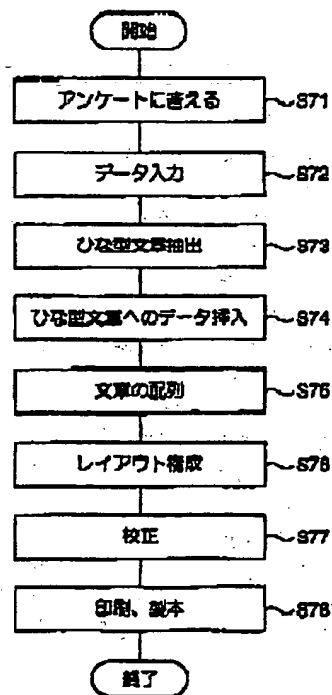 開始
アンケートに答える S71
データ入力 S72
ひな型文章抽出 S73
ひな型文章へのデータ挿入 S74
文章の配列 S75
レイアウト構成 S76
校正 S77
印刷、製本 S78
終了